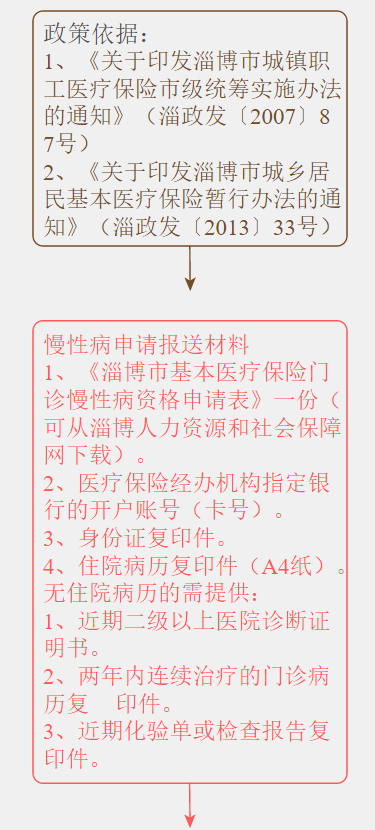 政策依据：
1、《关于印发淄博市城镇职
工医疗保险市级统筹实施办法
的通知》（淄政发〔2007〕8
7号）
2、《关于印发淄博市城乡居
民基本医疗保险暂行办法的通
知》（淄政发〔2013〕33号）
慢性病申请报送材料
1、《淄博市基本医疗保险门
诊慢性病资格申请表》一份（
可从淄博人力资源和社会保障
网下载）。
2、医疗保险经办机构指定银
行的开户账号（卡号）。
3、身份证复印件。
4、住院病历复印件（A4纸）。
无住院病历的需提供：
1、近期二级以上医院诊断证
明书。
2、两年内连续治疗的门诊病
历复　印件。
3、近期化验单或检查报告复
印件。